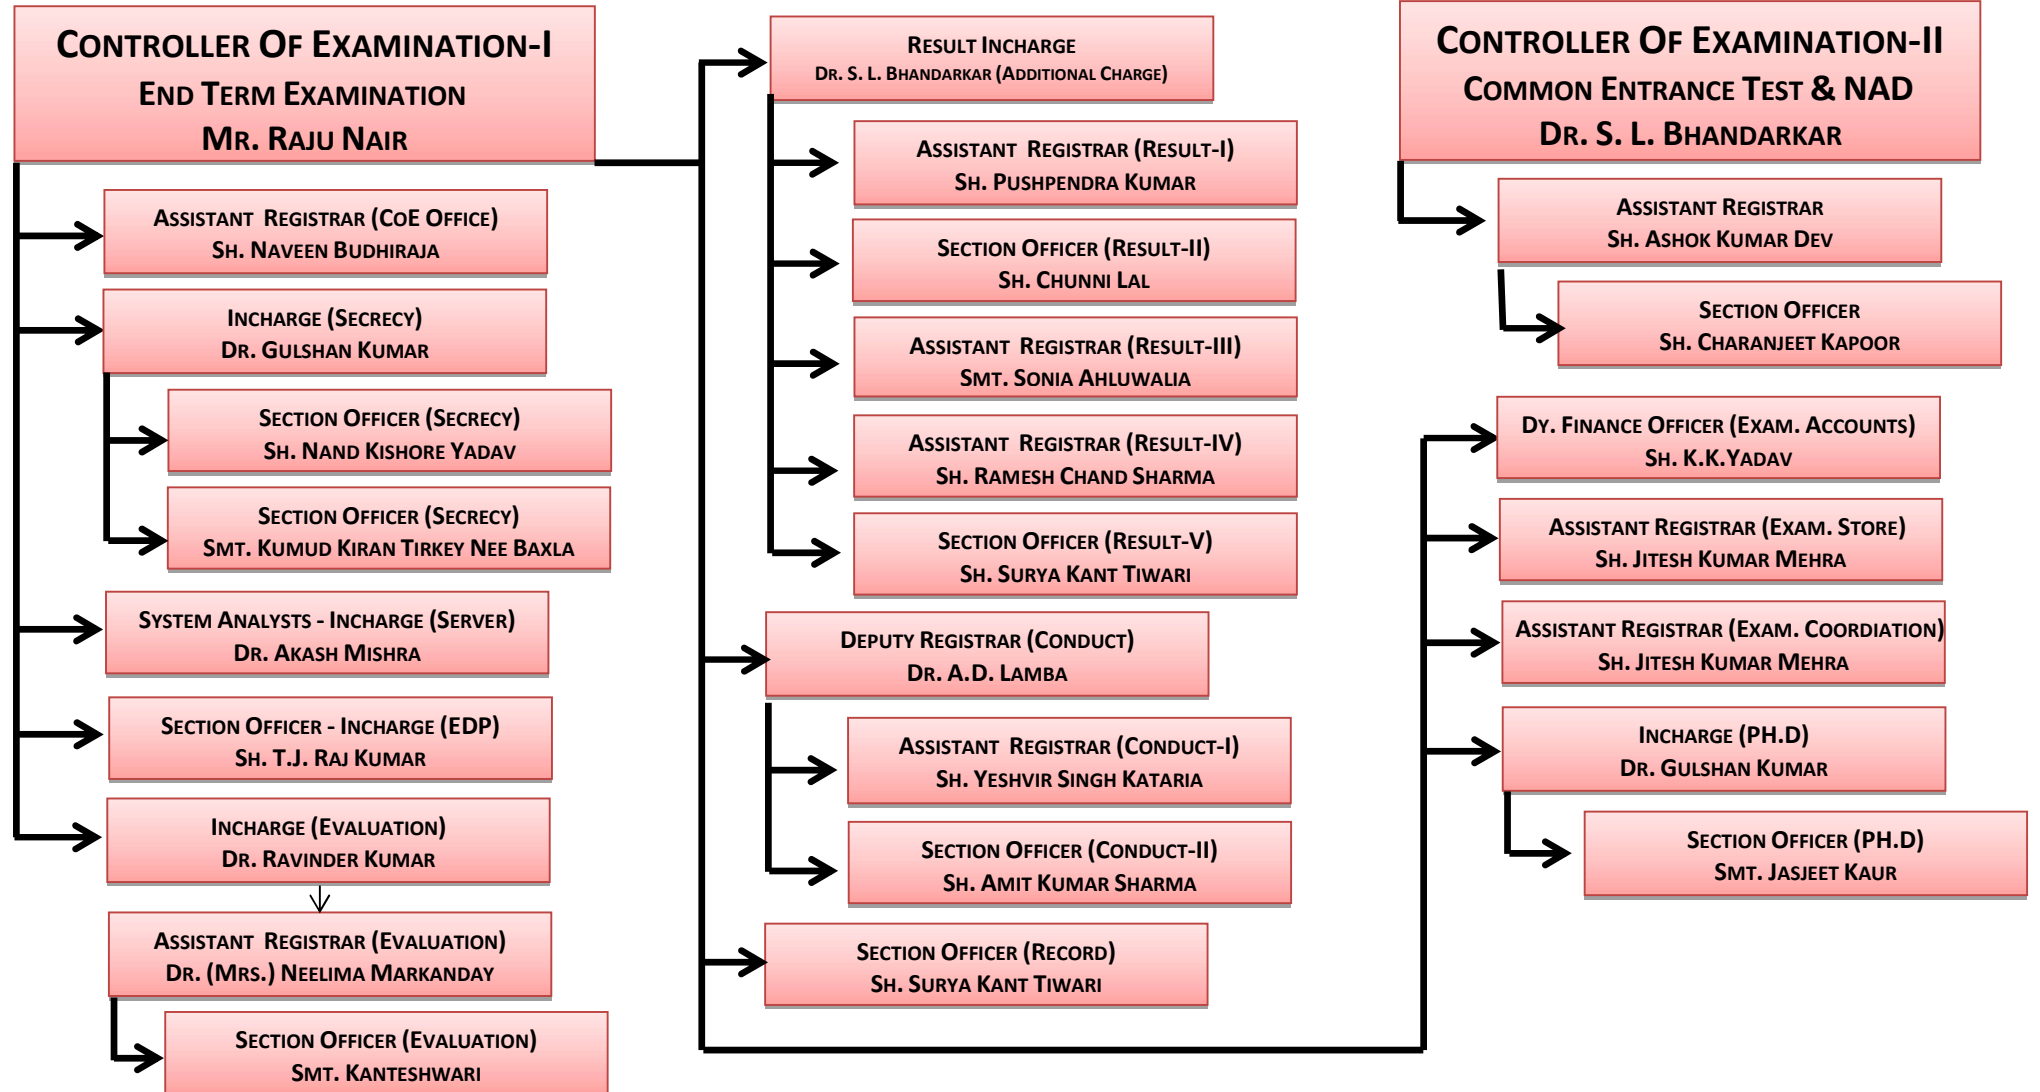 Controller Of Examination-I
End Term Examination
Mr. Raju Nair
Assistant Registrar (CoE Office)
Sh. Naveen Budhiraja
Incharge (Secrecy)
Dr. Gulshan Kumar
Section Officer (Secrecy)
Sh. Nand Kishore Yadav
Section Officer (Secrecy)
Smt. Kumud Kiran Tirkey Nee Baxla
System Analysts - Incharge (Server)
Dr. Akash Mishra
Section Officer - Incharge (EDP)
Sh. T.J. Raj Kumar
Incharge (Evaluation)
Dr. Ravinder Kumar
Assistant Registrar (Evaluation)
Dr. (Mrs.) Neelima Markanday
Section Officer (Evaluation)
Smt. Kanteshwari
Result Incharge
Dr. S. L. Bhandarkar (Additional Charge)
Assistant Registrar (Result-I)
Sh. Pushpendra Kumar
Section Officer (Result-II)
Sh. Chunni Lal
Assistant Registrar (Result-III)
Smt. Sonia Ahluwalia
Assistant Registrar (Result-IV)
Sh. Ramesh Chand Sharma
Section Officer (Result-V)
Sh. Surya Kant Tiwari
Deputy Registrar (Conduct)
Dr. A.D. Lamba
Assistant Registrar (Conduct-I)
Sh. Yeshvir Singh Kataria
Section Officer (Conduct-II)
Sh. Amit Kumar Sharma
Section Officer (Record)
Sh. Surya Kant Tiwari
Controller Of Examination-II
Common Entrance Test & NAD
Dr. S. L. Bhandarkar
Assistant Registrar
Sh. Ashok Kumar Dev
Section Officer
Sh. Charanjeet Kapoor
Dy. Finance Officer (Exam. Accounts)
Sh. K.K.Yadav
Assistant Registrar (Exam. Store)
Sh. Jitesh Kumar Mehra
Assistant Registrar (Exam. Coordiation)
Sh. Jitesh Kumar Mehra
Incharge (PH.D)
Dr. Gulshan Kumar
Section Officer (PH.D)
Smt. Jasjeet Kaur